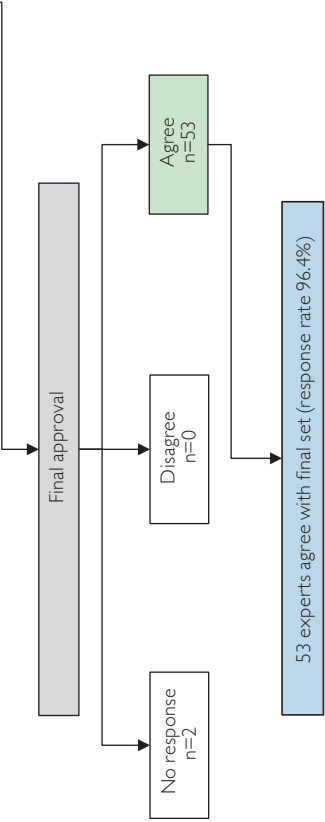 Final approval
No response
n=2
Disagree
n=0
Agree
n=53
53 experts agree with final set (response rate 96.4%)